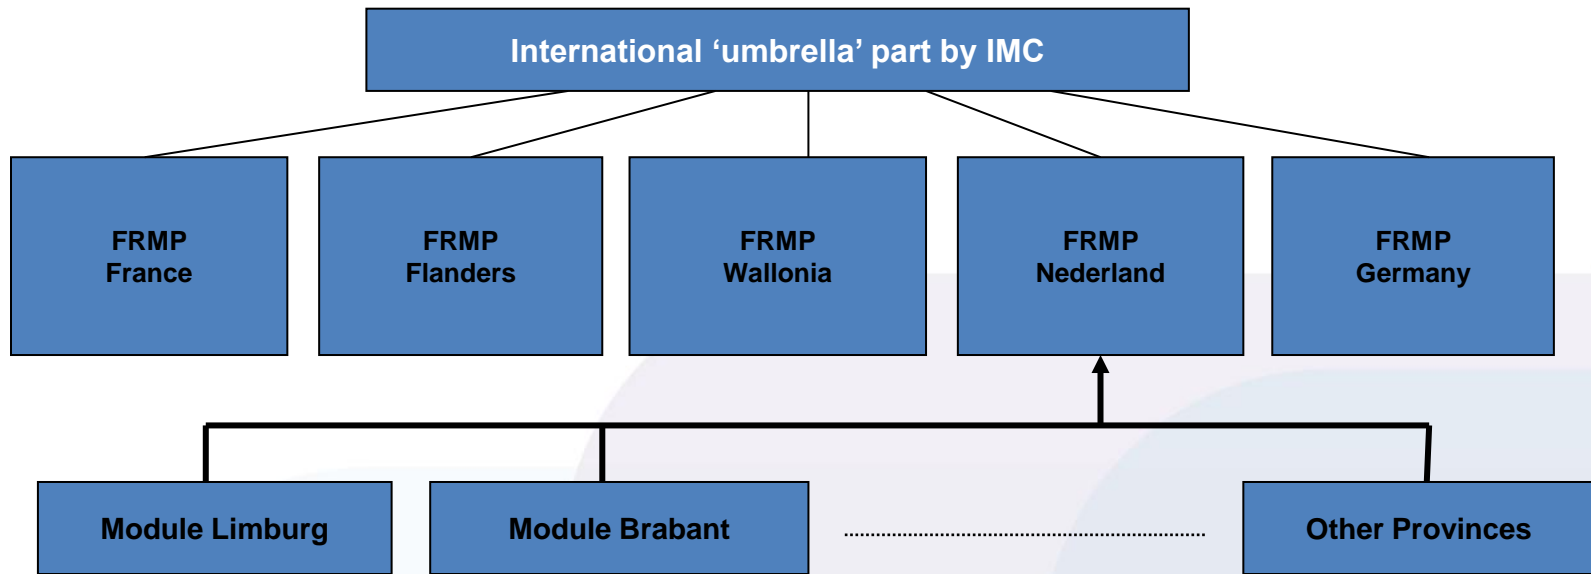 International ‘umbrella’ part by IMC
FRMP
France
FRMP
Flanders
FRMP
Wallonia
FRMP
Nederland
FRMP
Germany
Module Limburg
Module Brabant
Other Provinces